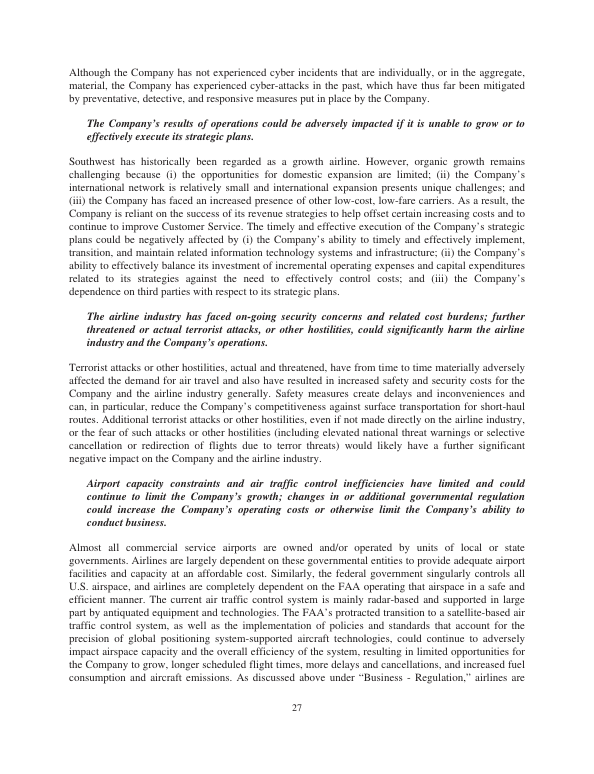 Although the Company has not experienced cyber incidents that are individually, or in the aggregate,
material, the Company has experienced cyber-attacks in the past, which have thus far been mitigated
by preventative, detective, and responsive measures put in place by the Company.
The Company's results of operations could be adversely impacted if it is unable to grow or to
effectively execute its strategic plans.
Southwest has historically been regarded as a growth airline. However, organic growth remains
challenging because (i) the opportunities for domestic expansion are limited; (ii) the Company's
international network is relatively small and international expansion presents unique challenges; and
(iii) the Company has faced an increased presence of other low-cost, low-fare carriers. As a result, the
Company is reliant on the success of its revenue strategies to help offset certain increasing costs and to
continue to improve Customer Service. The timely and effective execution of the Company's strategic
plans could be negatively affected by (i) the Company's ability to timely and effectively implement,
transition, and maintain related information technology systems and infrastructure; (ii) the Company's
ability to effectively balance its investment of incremental operating expenses and capital expenditures
related to its strategies against the need to effectively control costs; and (iii) the Company's
dependence on third parties with respect to its strategic plans.
The airline industry has faced on-going security concerns and related cost burdens; further
threatened or actual terrorist attacks, or other hostilities, could significantly harm the airline
industry and the Company's operations.
Terrorist attacks or other hostilities, actual and threatened, have from time to time materially adversely
affected the demand for air travel and also have resulted in increased safety and security costs for the
Company and the airline industry generally. Safety measures create delays and inconveniences and
can, in particular, reduce the Company's competitiveness against surface transportation for short-haul
routes. Additional terrorist attacks or other hostilities, even if not made directly on the airline industry,
or the fear of such attacks or other hostilities (including elevated national threat warnings or selective
cancellation or redirection of flights due to terror threats) would likely have a further significant
negative impact on the Company and the airline industry.
Airport capacity constraints and air traffic control inefficiencies have limited and could
continue to limit the Company's growth; changes in or additional governmental regulation
could increase the Company's operating costs or otherwise limit the Company's ability to
conduct business.
Almost all commercial service airports are owned and/or operated by units of local or state
governments. Airlines are largely dependent on these governmental entities to provide adequate airport
facilities and capacity at an affordable cost. Similarly, the federal government singularly controls all
U.S. airspace, and airlines are completely dependent on the FAA operating that airspace in a safe and
efficient manner. The current air traffic control system is mainly radar-based and supported in large
part by antiquated equipment and technologies. The FAA's protracted transition to a satellite-based air
traffic control system, as well as the implementation of policies and standards that account for the
precision of global positioning system-supported aircraft technologies, could continue to adversely
impact airspace capacity and the overall efficiency of the system, resulting in limited opportunities for
the Company to grow, longer scheduled flight times, more delays and cancellations, and increased fuel
consumption and aircraft emissions. As discussed above under “Business - Regulation,” airlines are
27